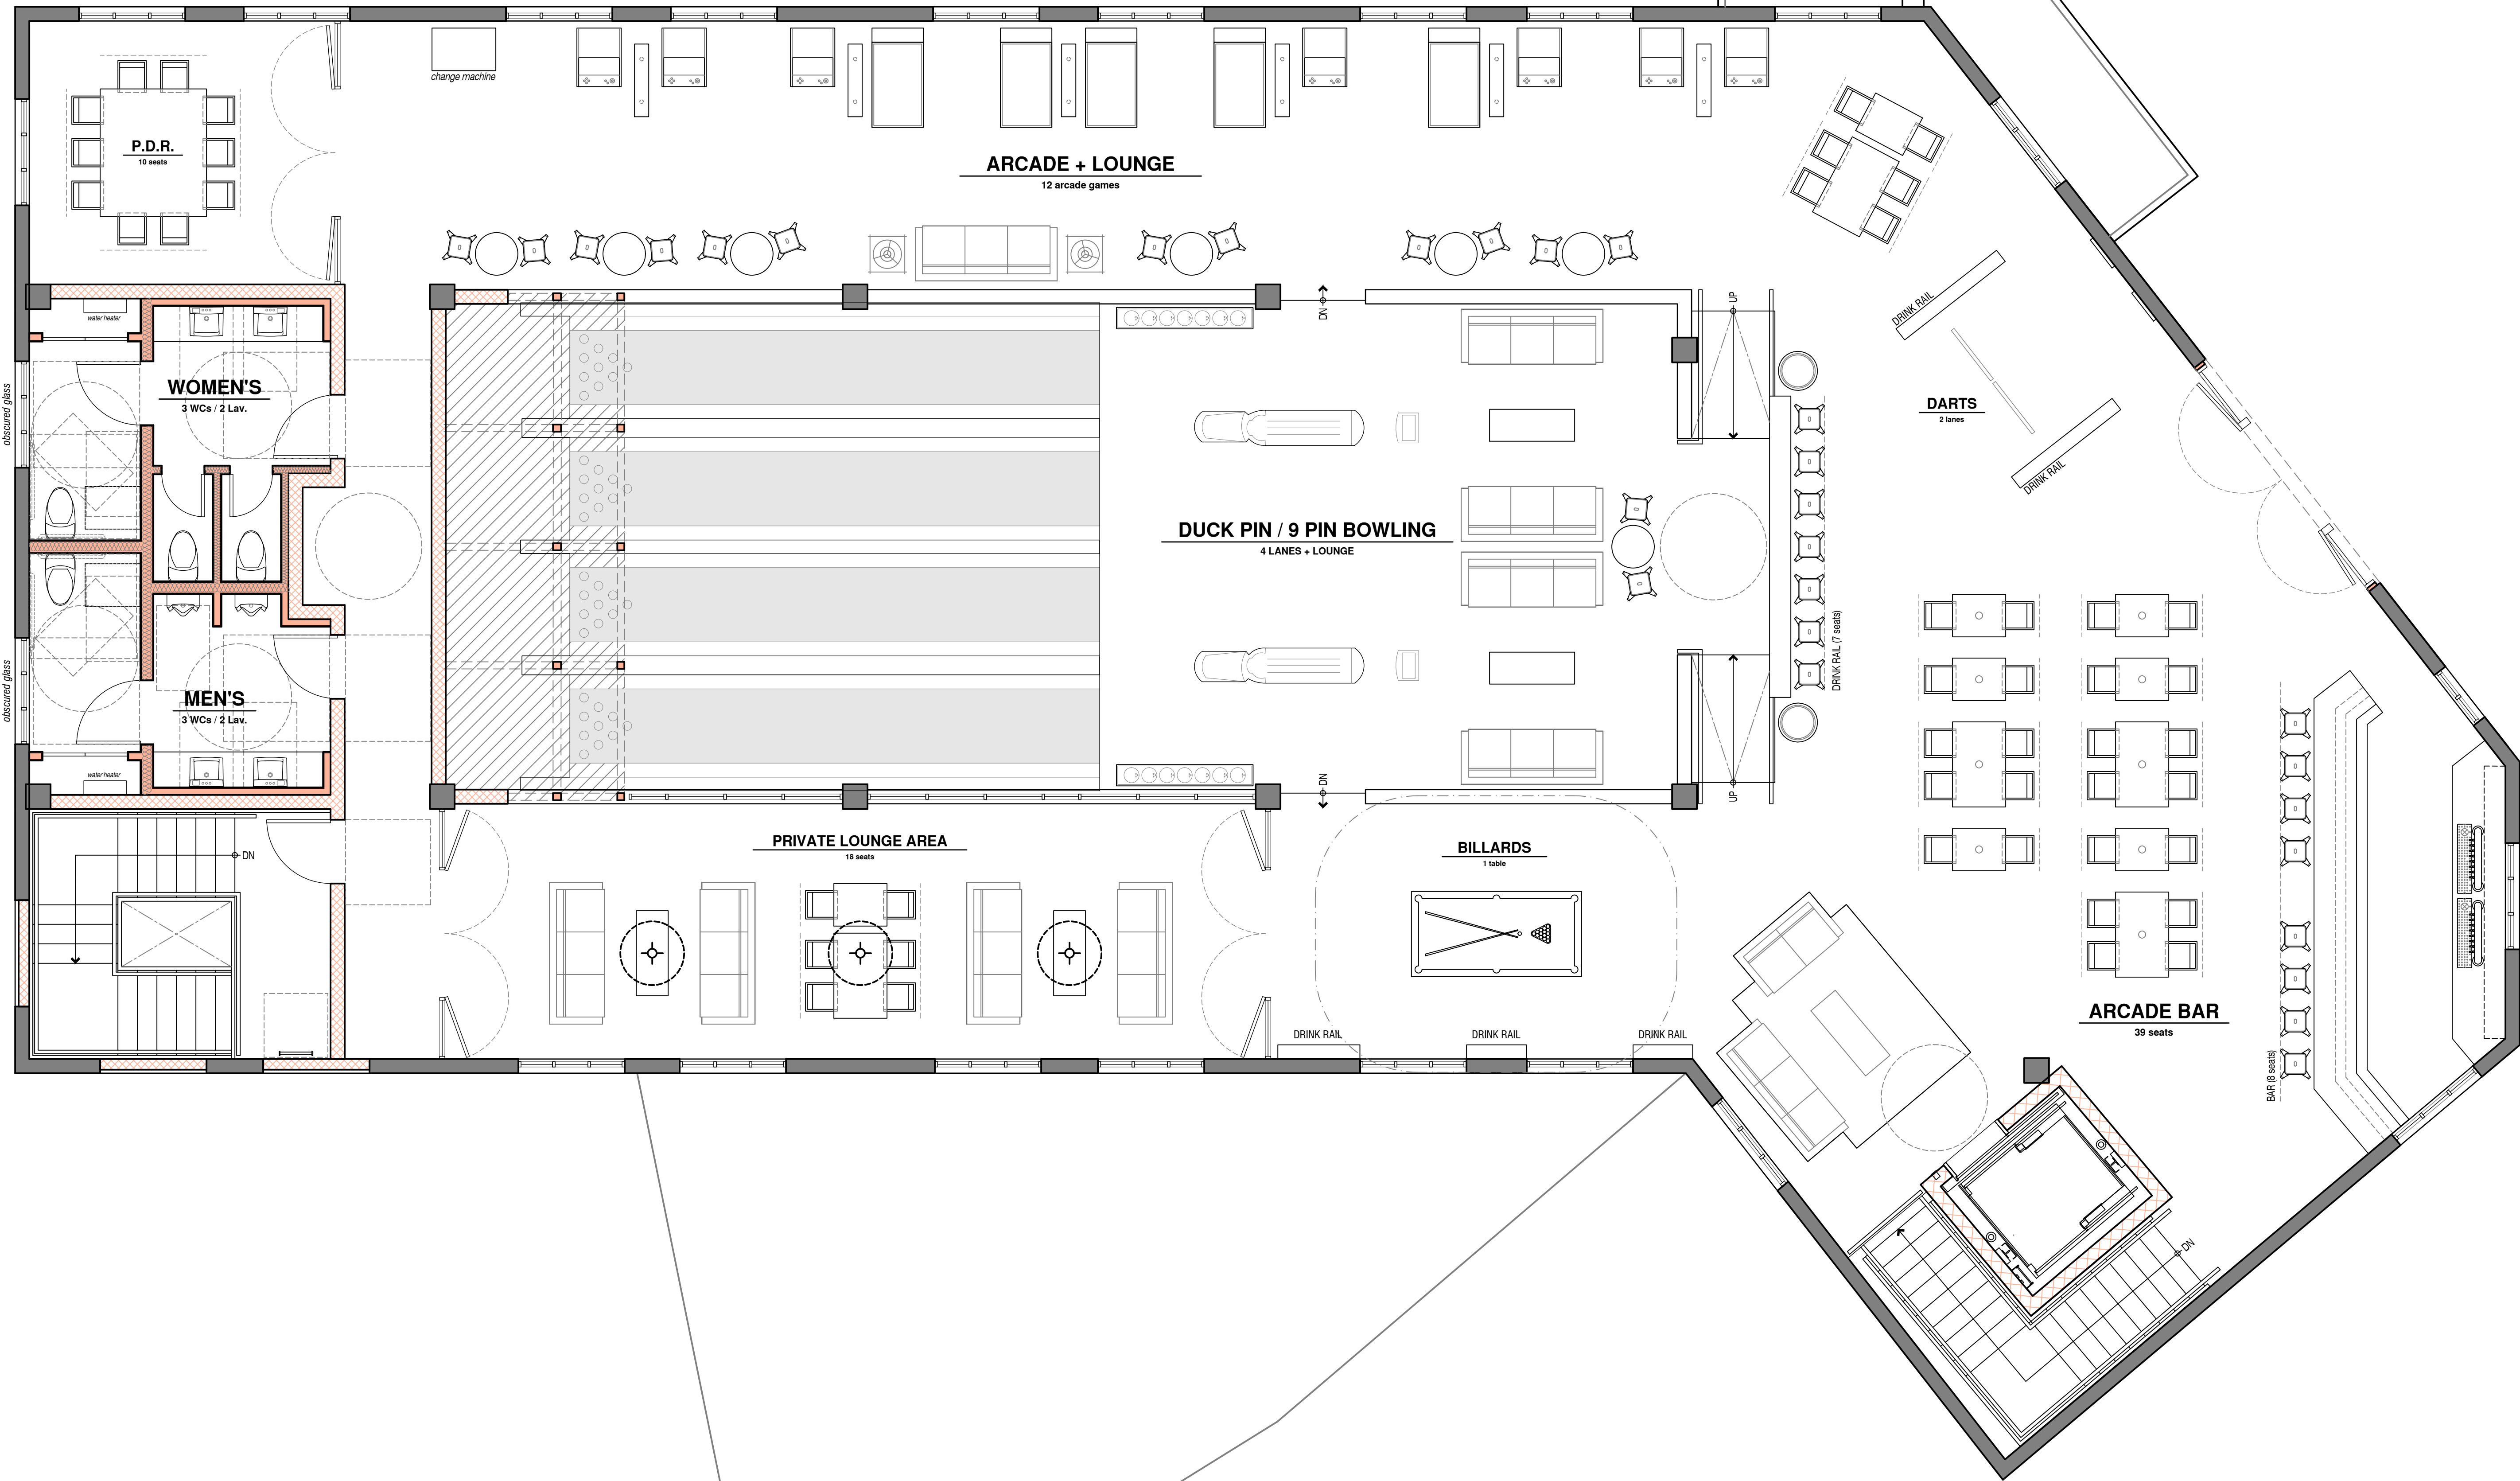 change machine
P.D.R.
10 seats
ARCADE + LOUNGE
12 arcade games
water heater
UP
DN
DRINK RAIL
WOMEN'S
3 WCs / 2 Lav.
obscured glass
DARTS
2 lanes
DRINK RAIL
DUCK PIN / 9 PIN BOWLING
4 LANES + LOUNGE
DRINK RAIL (7 seats)
obscured glass
MEN'S
3 WCs / 2 Lav.
water heater
DN
UP
PRIVATE LOUNGE AREA
18 seats
BILLARDS
1 table
DN
ARCADE BAR
39 seats
DRINK RAIL
DRINK RAIL
DRINK RAIL
BAR (8 seats)
DN